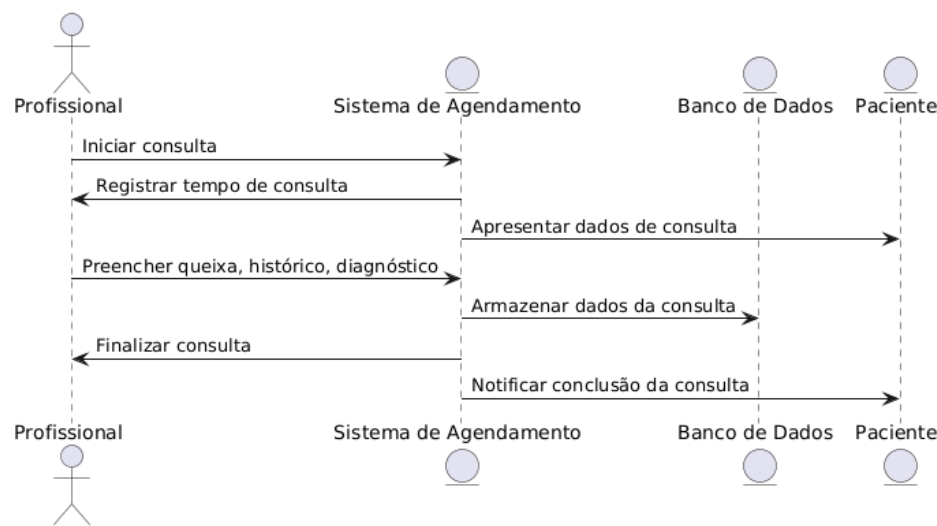 Profissional
Sistema de Agendamento
Banco de Dados
Paciente
Iniciar consulta
Registrar tempo de consulta
Apresentar dados de consulta
Preencher queixa, histórico, diagnóstico
Armazenar dados da consulta
Finalizar consulta
Notificar conclusão da consulta
Profissional
Sistema de Agendamento
Banco de Dados
Paciente